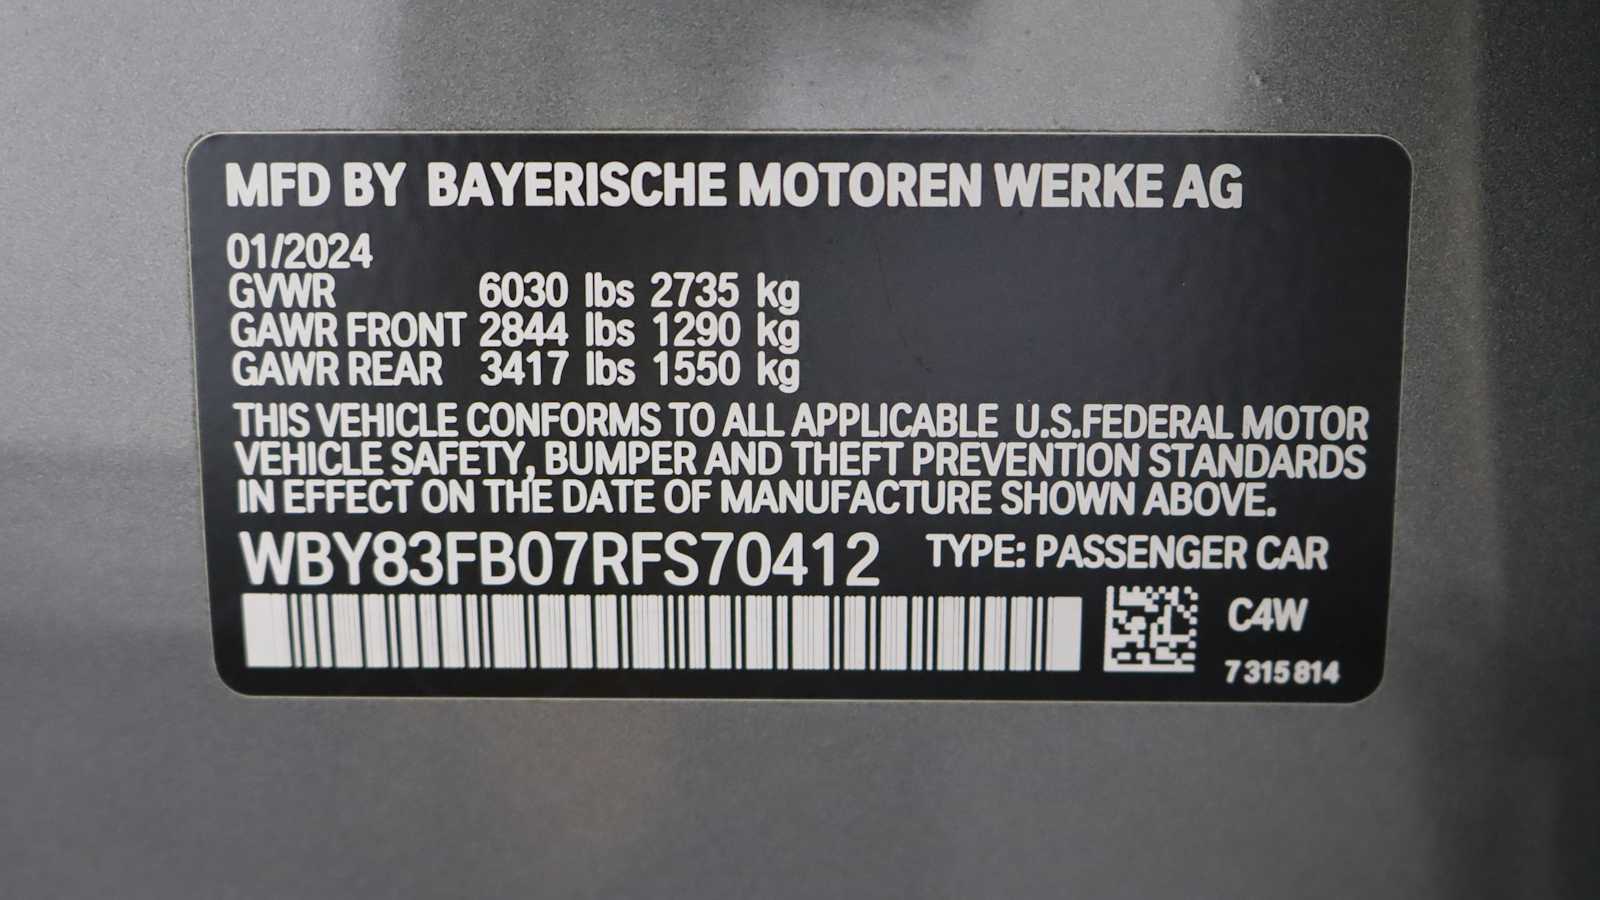 MFD BY BAYERISCHE MOTOREN WERKE AG
01/2024
GVWR 6030 lbs 2735 kg
GAWR FRONT 2844 lbs 1290 kg
GAWR REAR 3417 lbs 1550 kg
THIS VEHICLE CONFORMS TO ALL APPLICABLE U.S.FEDERAL MOTOR
VEHICLE SAFETY, BUMPER AND THEFT PREVENTION STANDARDS
IN EFFECT ON THE DATE OF MANUFACTURE SHOWN ABOVE.
WBY83FB07RFS70412 TYPE: PASSENGER CAR
C4W
7 315 814